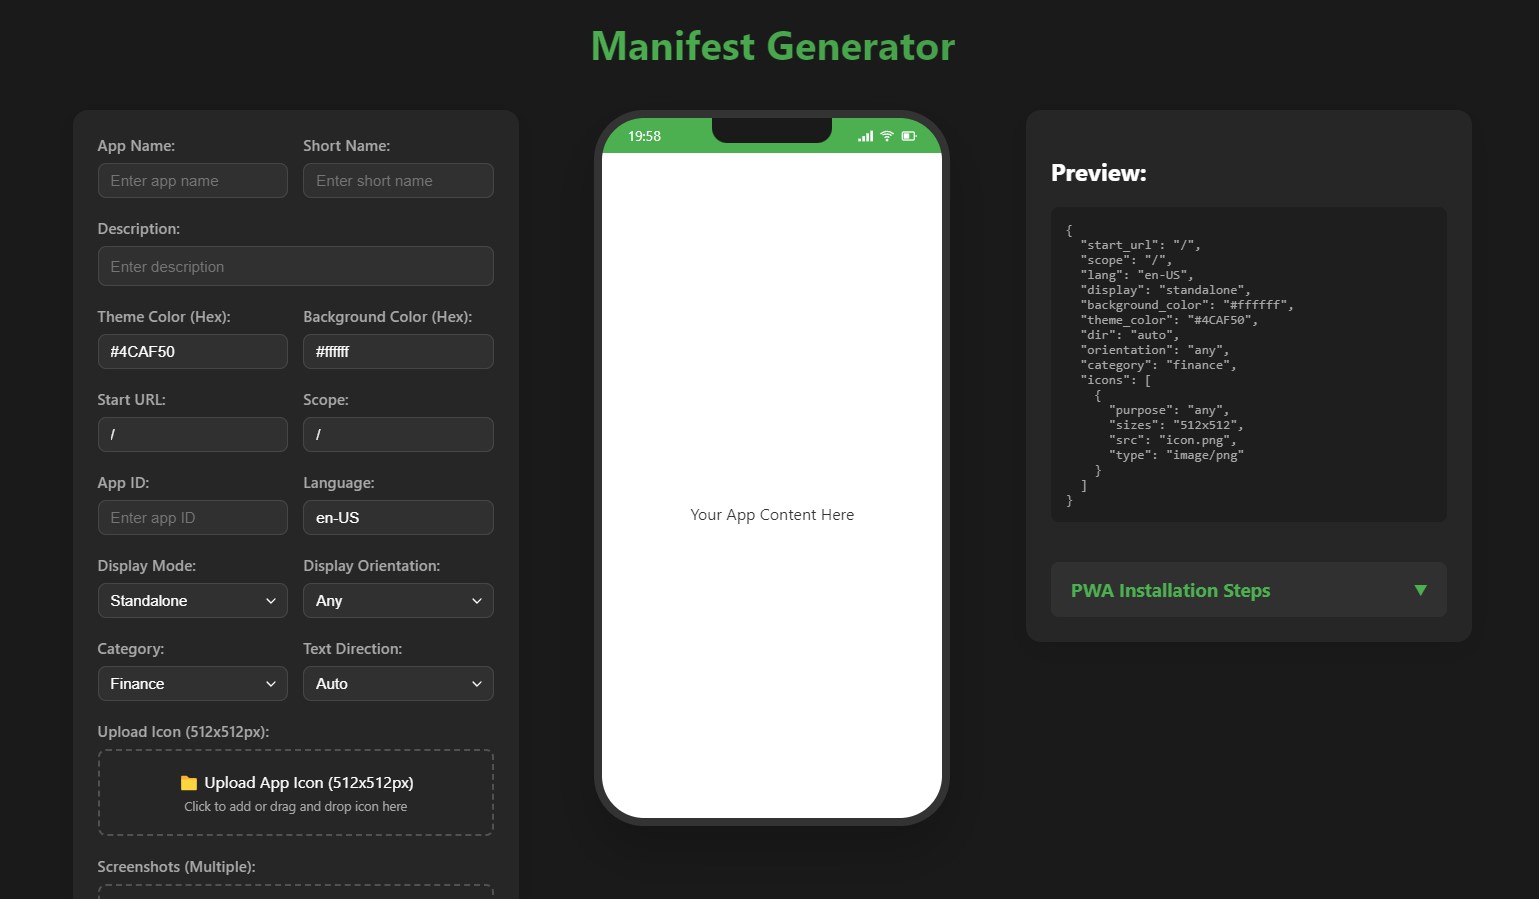 Manifest Generator
App Name:
Short Name:
Enter app name
Enter short name
Description:
Enter description
Theme Color (Hex):
Background Color (Hex):
#4CAF50
#ffffff
Start URL:
Scope:
/
/
App ID:
Language:
Enter app ID
en-US
Display Mode:
Display Orientation:
Standalone
Any
Category:
Text Direction:
Finance
Auto
Upload Icon (512x512px):
Upload App Icon (512x512px)
Click to add or drag and drop icon here
Screenshots (Multiple):
19:58
Your App Content Here
Preview:
{
"start_url": "/",
"scope": "/",
"lang": "en-US",
"display": "standalone",
"background_color": "#ffffff",
"theme_color": "#4CAF50",
"dir": "auto",
"orientation": "any",
"category": "finance",
"icons": [
{
"purpose": "any",
"sizes": "512x512",
"src": "icon.png",
"type": "image/png"
}
]
}
PWA Installation Steps